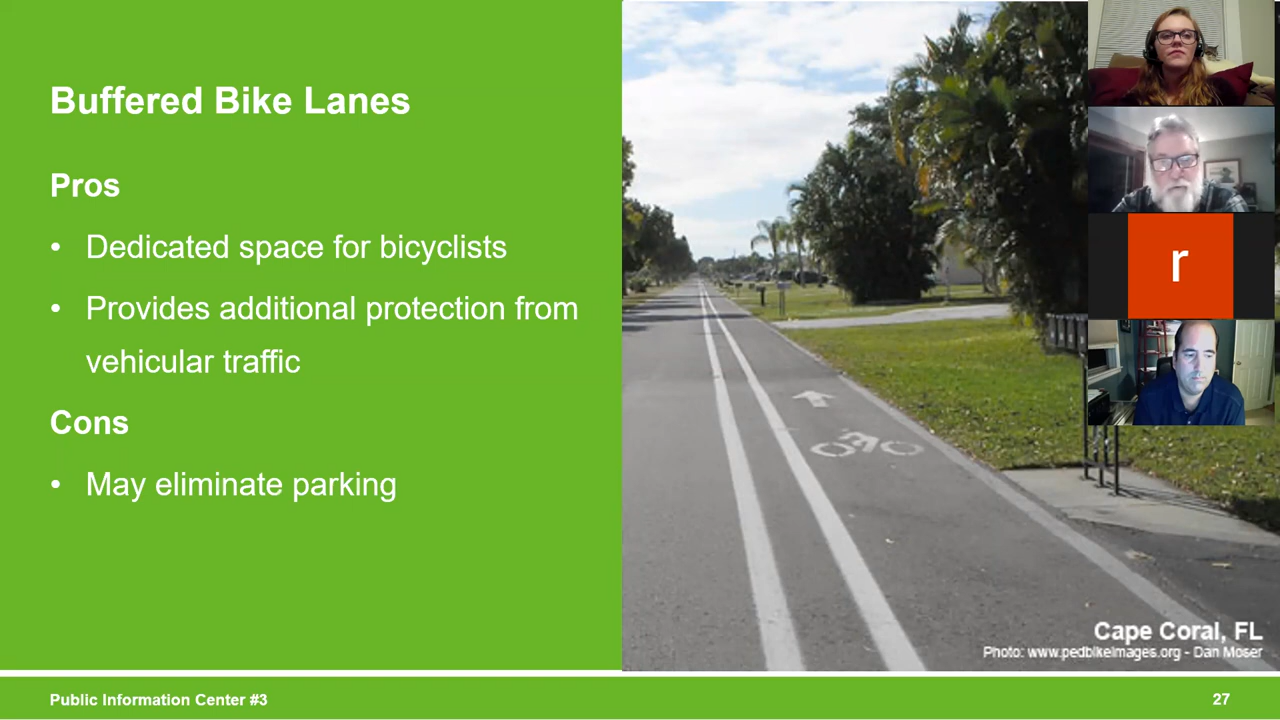 Buffered Bike Lanes
Pros
• Dedicated space for bicyclists
• Provides additional protection from
vehicular traffic
Cons
• May eliminate parking
r
Cape Coral, FL
Photo: www.pedbikeimages.org - Dan Moser
Public Information Center #3
27